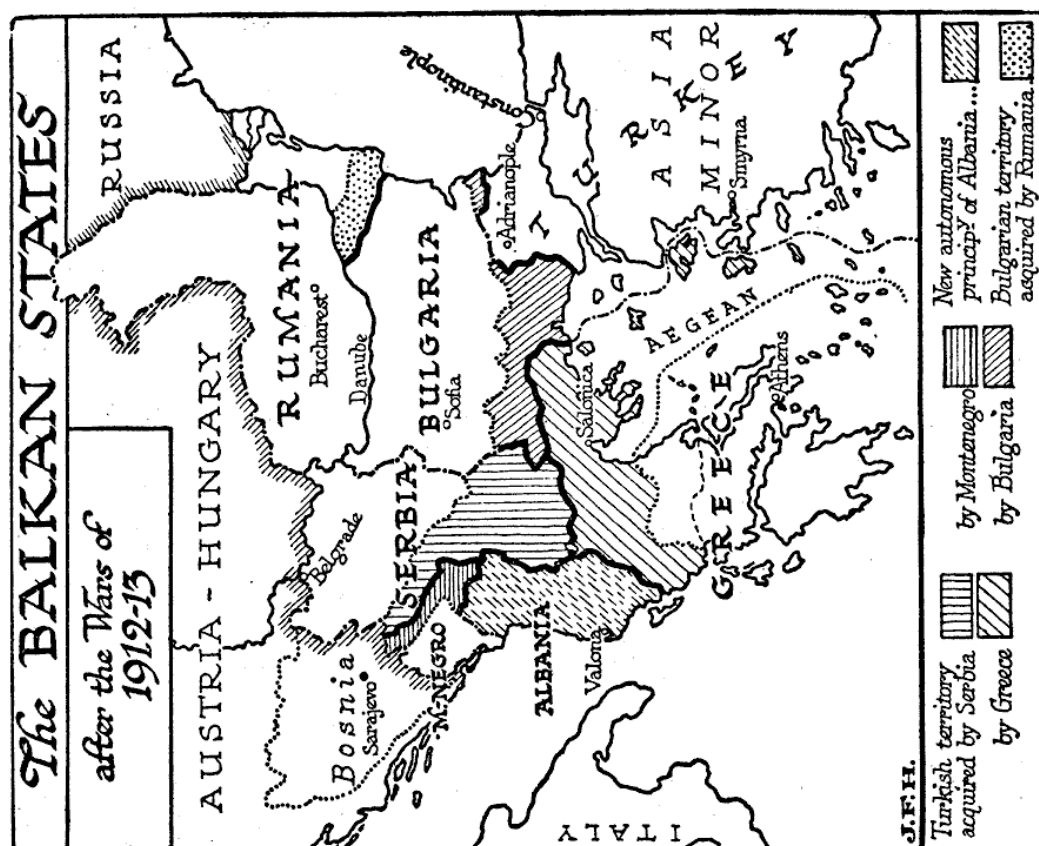 The BALKAN STATES
after the Wars of
1912-13
RUSSIA
AUSTRIA - HUNGARY
RUMANIA
Bucharest
Danube
Belgrade
Bosnia
Sarajevo
SERBIA
BULGARIA
Sofia
M-NEGRO
Constantinople
Adrianople
TURKEY
ASIA
MINOR
Smyrna
ALBANIA
Valona
Salonica
AEGEAN
GREECE
Athens
ITALY
J.F.H.
Turkish territory
acquired by Serbia
by Greece
by Montenegro
by Bulgaria
New autonomous
princip.y of Albania...
Bulgarian territory
acquired by Rumania.